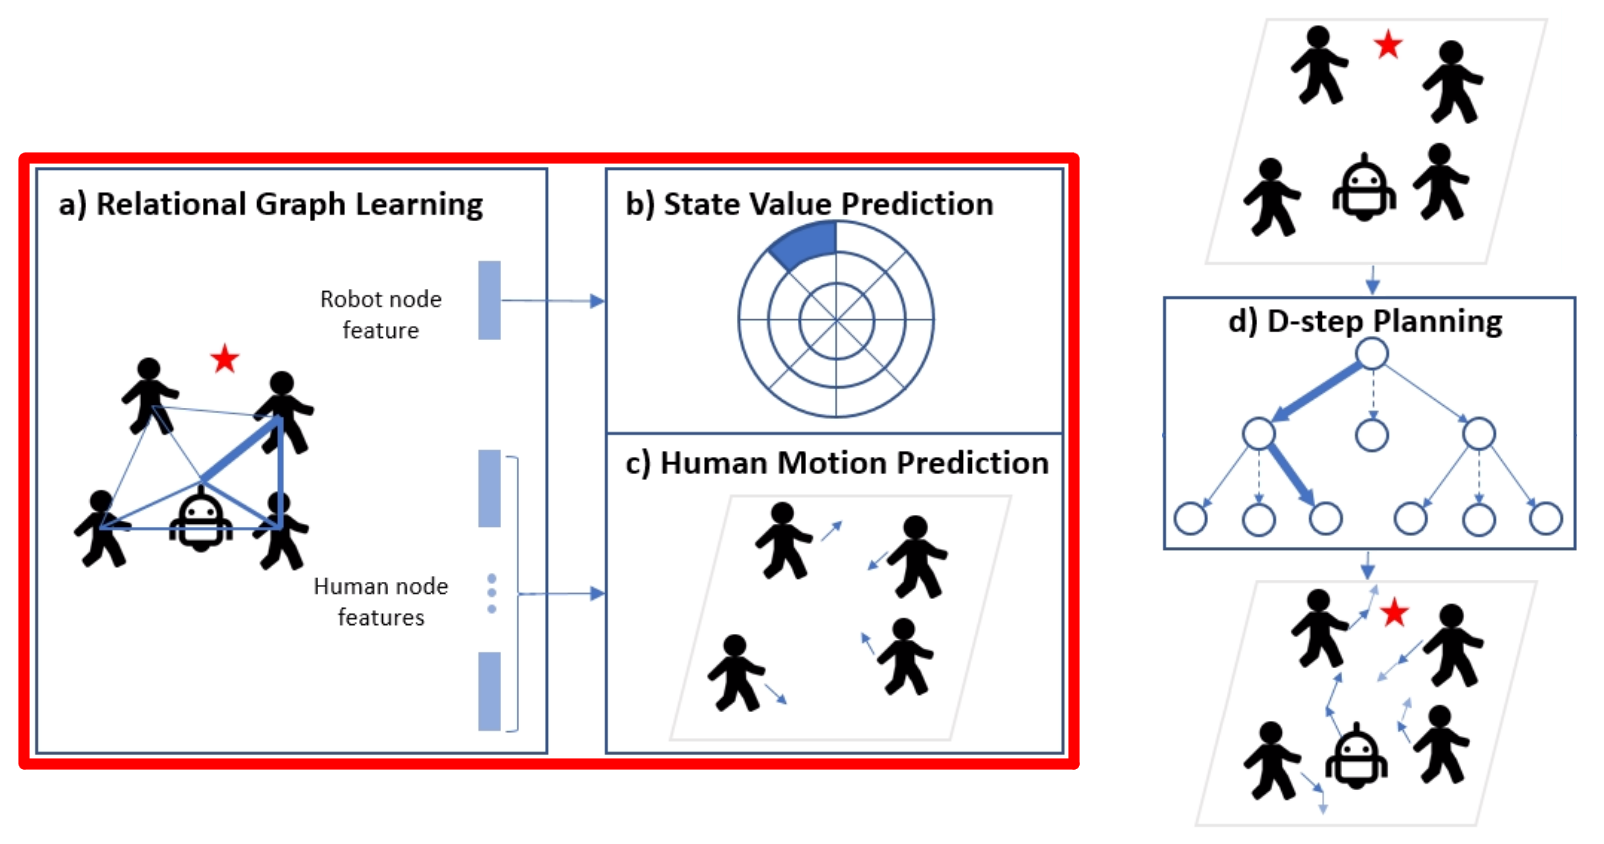 a) Relational Graph Learning
Robot node
feature
Human node
features
b) State Value Prediction
c) Human Motion Prediction
d) D-step Planning